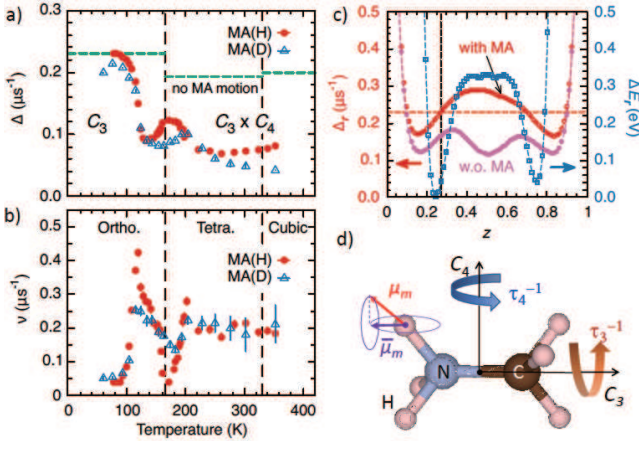 a)
0.3
0.2
0.1
0.0
Δ (μs⁻¹)
MA(H)
MA(D)
no MA motion
C₃
C₃ x C₄
b)
0.5
0.4
0.3
0.2
0.1
0.0
ν (μs⁻¹)
Ortho.
Tetra.
Cubic
MA(H)
MA(D)
0 100 200 300 400
Temperature (K)
c)
0.5
0.4
0.3
0.2
0.1
0.0
Δr (μs⁻¹)
with MA
w.o. MA
0.5
0.4
0.3
0.2
0.1
0.0
ΔEr (eV)
0 0.2 0.4 0.6 0.8 1
z
d)
C₄
τ₄⁻¹
μm
μ̅m
τ₃⁻¹
N
C
H
C₃